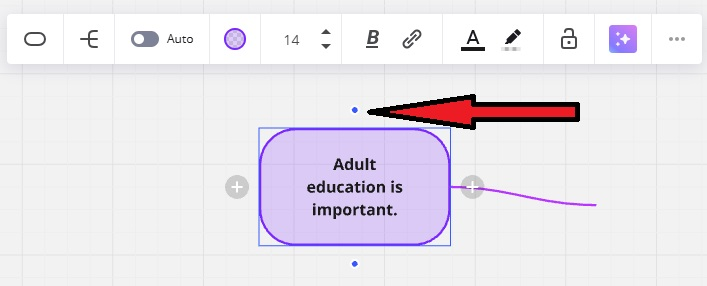 Auto
14
B
A
Adult
education is
important.